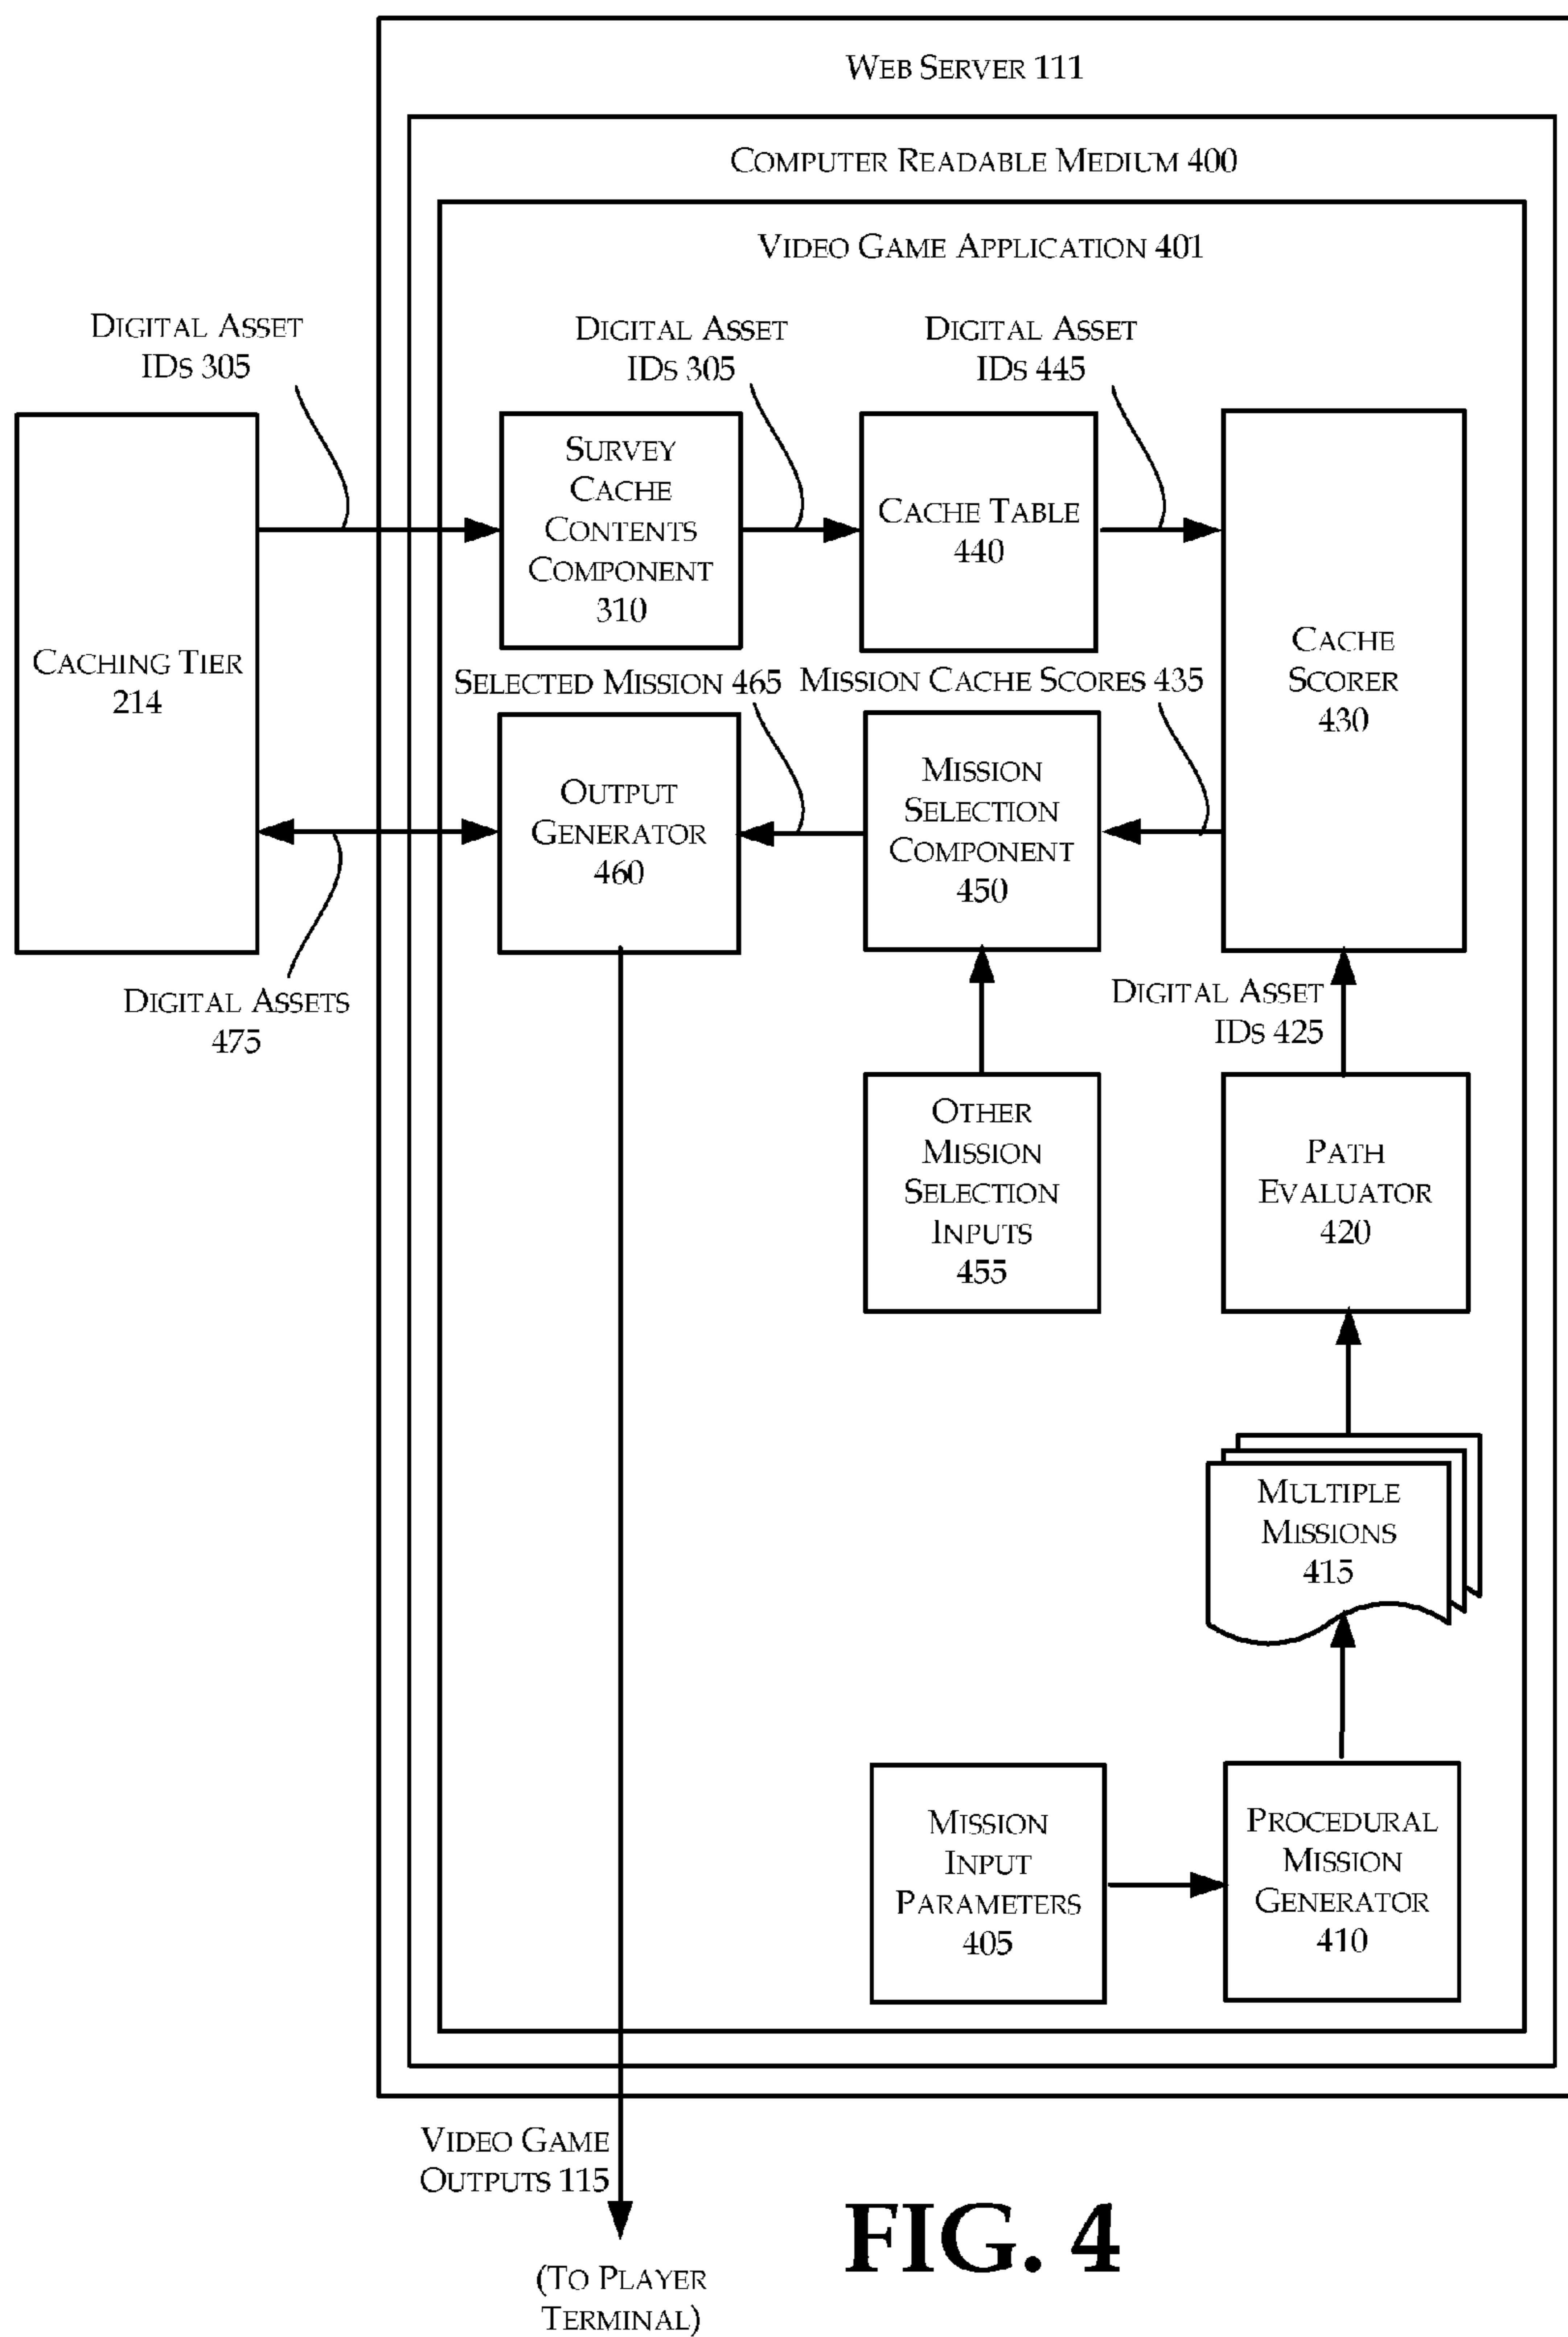 WEB SERVER 111
COMPUTER READABLE MEDIUM 400
VIDEO GAME APPLICATION 401
DIGITAL ASSET
IDS 305
DIGITAL ASSET
IDS 305
DIGITAL ASSET
IDS 445
SURVEY
CACHE
CONTENTS
COMPONENT
310
CACHE TABLE
440
CACHE
SCORER
430
CACHING TIER
214
SELECTED MISSION 465
MISSION CACHE SCORES 435
OUTPUT
GENERATOR
460
MISSION
SELECTION
COMPONENT
450
DIGITAL ASSETS
475
DIGITAL ASSET
IDS 425
OTHER
MISSION
SELECTION
INPUTS
455
PATH
EVALUATOR
420
MULTIPLE
MISSIONS
415
MISSION
INPUT
PARAMETERS
405
PROCEDURAL
MISSION
GENERATOR
410
VIDEO GAME
OUTPUTS 115
(TO PLAYER
TERMINAL)
FIG. 4